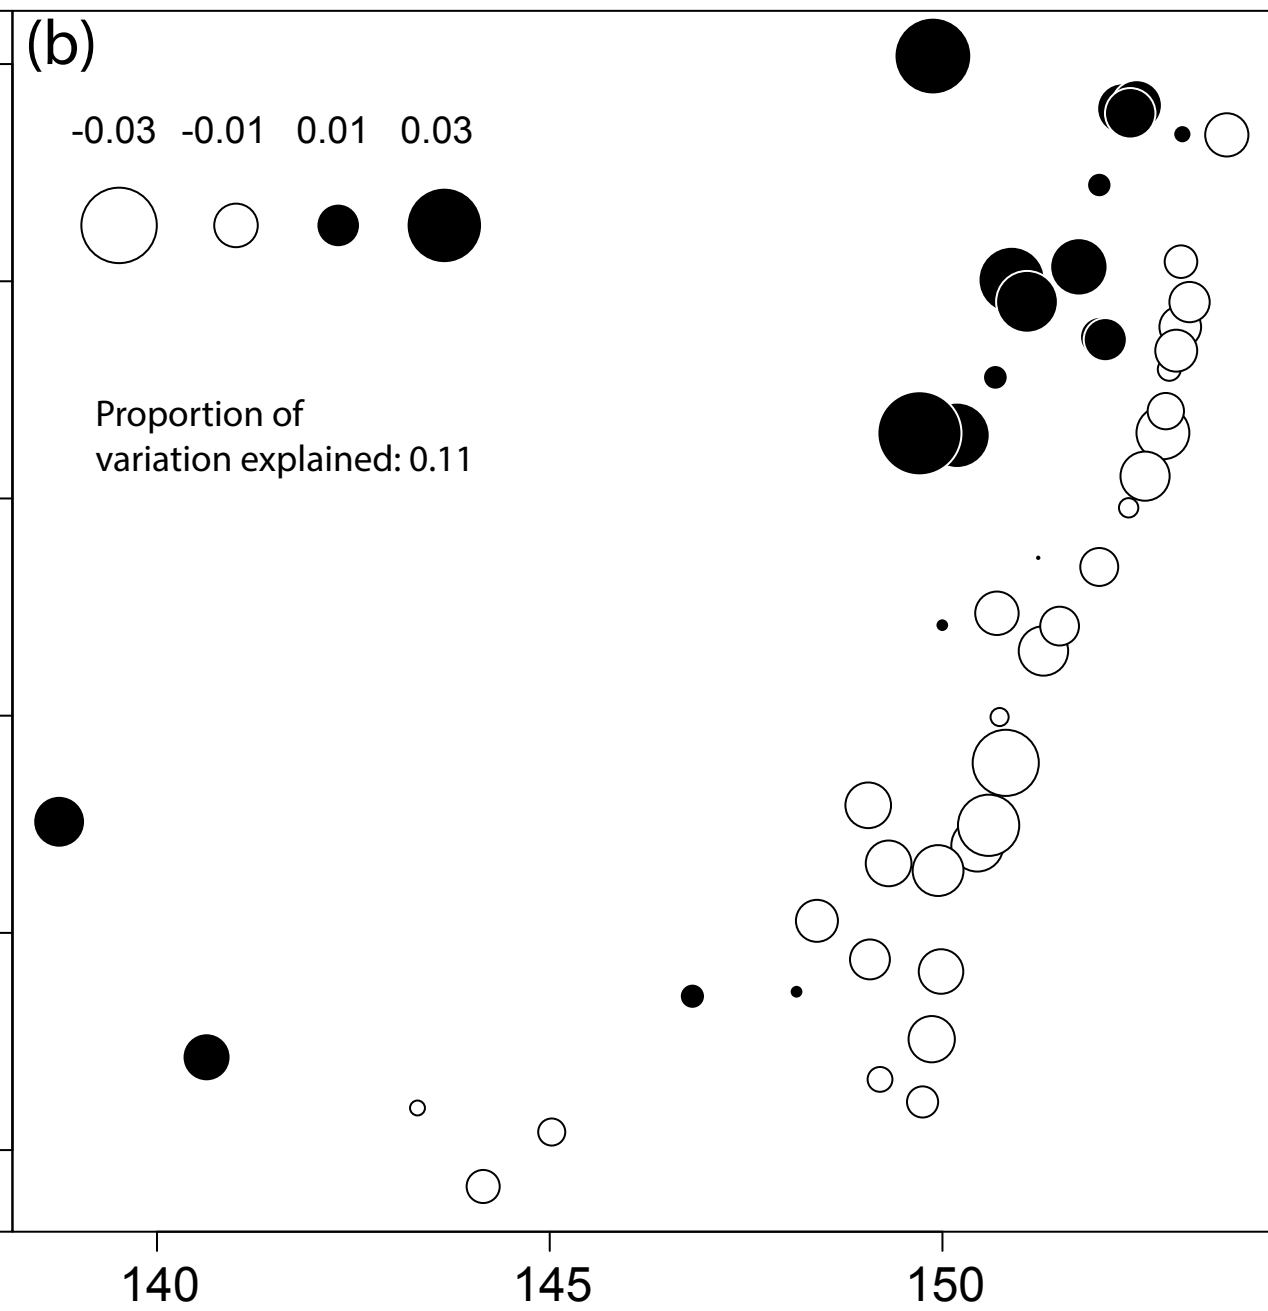 (b)
-0.03 -0.01 0.01 0.03
Proportion of
variation explained: 0.11
140 145 150